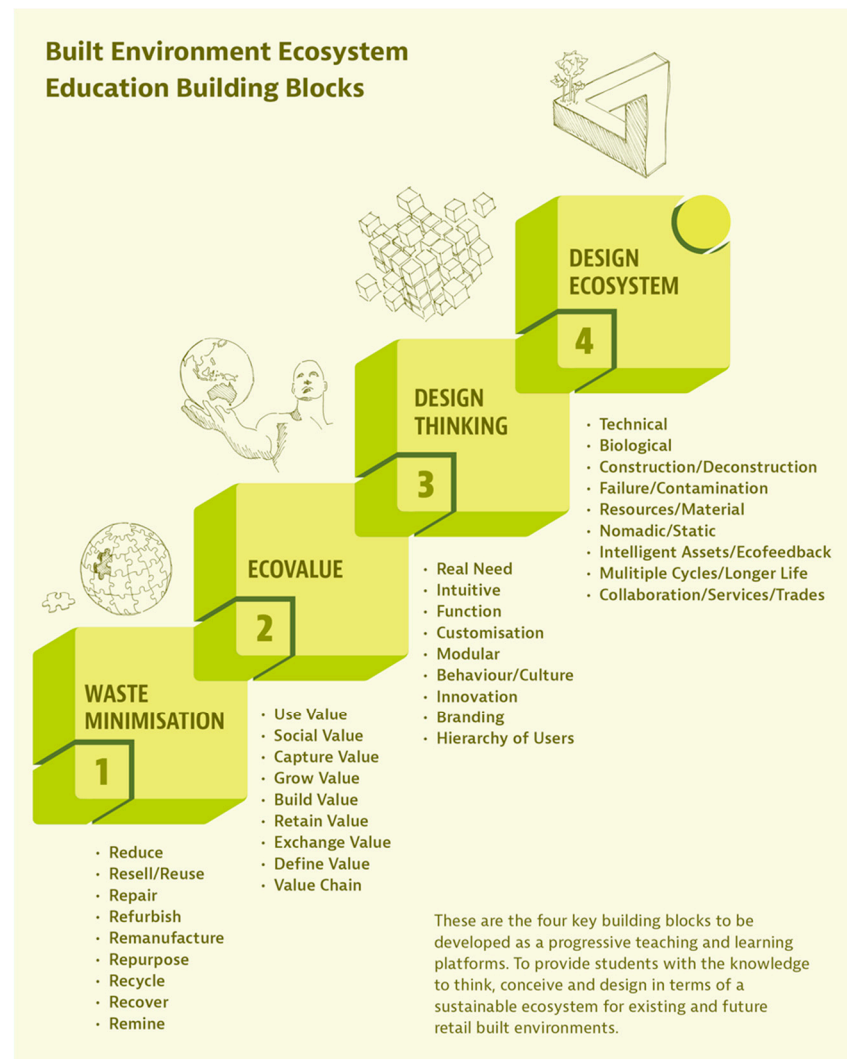 Built Environment Ecosystem
Education Building Blocks
DESIGN
ECOSYSTEM
4
· Technical
· Biological
· Construction/Deconstruction
· Failure/Contamination
· Resources/Material
· Nomadic/Static
· Intelligent Assets/Ecofeedback
· Mulitiple Cycles/Longer Life
· Collaboration/Services/Trades
DESIGN
THINKING
3
· Real Need
· Intuitive
· Function
· Customisation
· Modular
· Behaviour/Culture
· Innovation
· Branding
· Hierarchy of Users
ECOVALUE
2
· Use Value
· Social Value
· Capture Value
· Grow Value
· Build Value
· Retain Value
· Exchange Value
· Define Value
· Value Chain
WASTE
MINIMISATION
1
· Reduce
· Resell/Reuse
· Repair
· Refurbish
· Remanufacture
· Repurpose
· Recycle
· Recover
· Remine
These are the four key building blocks to be
developed as a progressive teaching and learning
platforms. To provide students with the knowledge
to think, conceive and design in terms of a
sustainable ecosystem for existing and future
retail built environments.